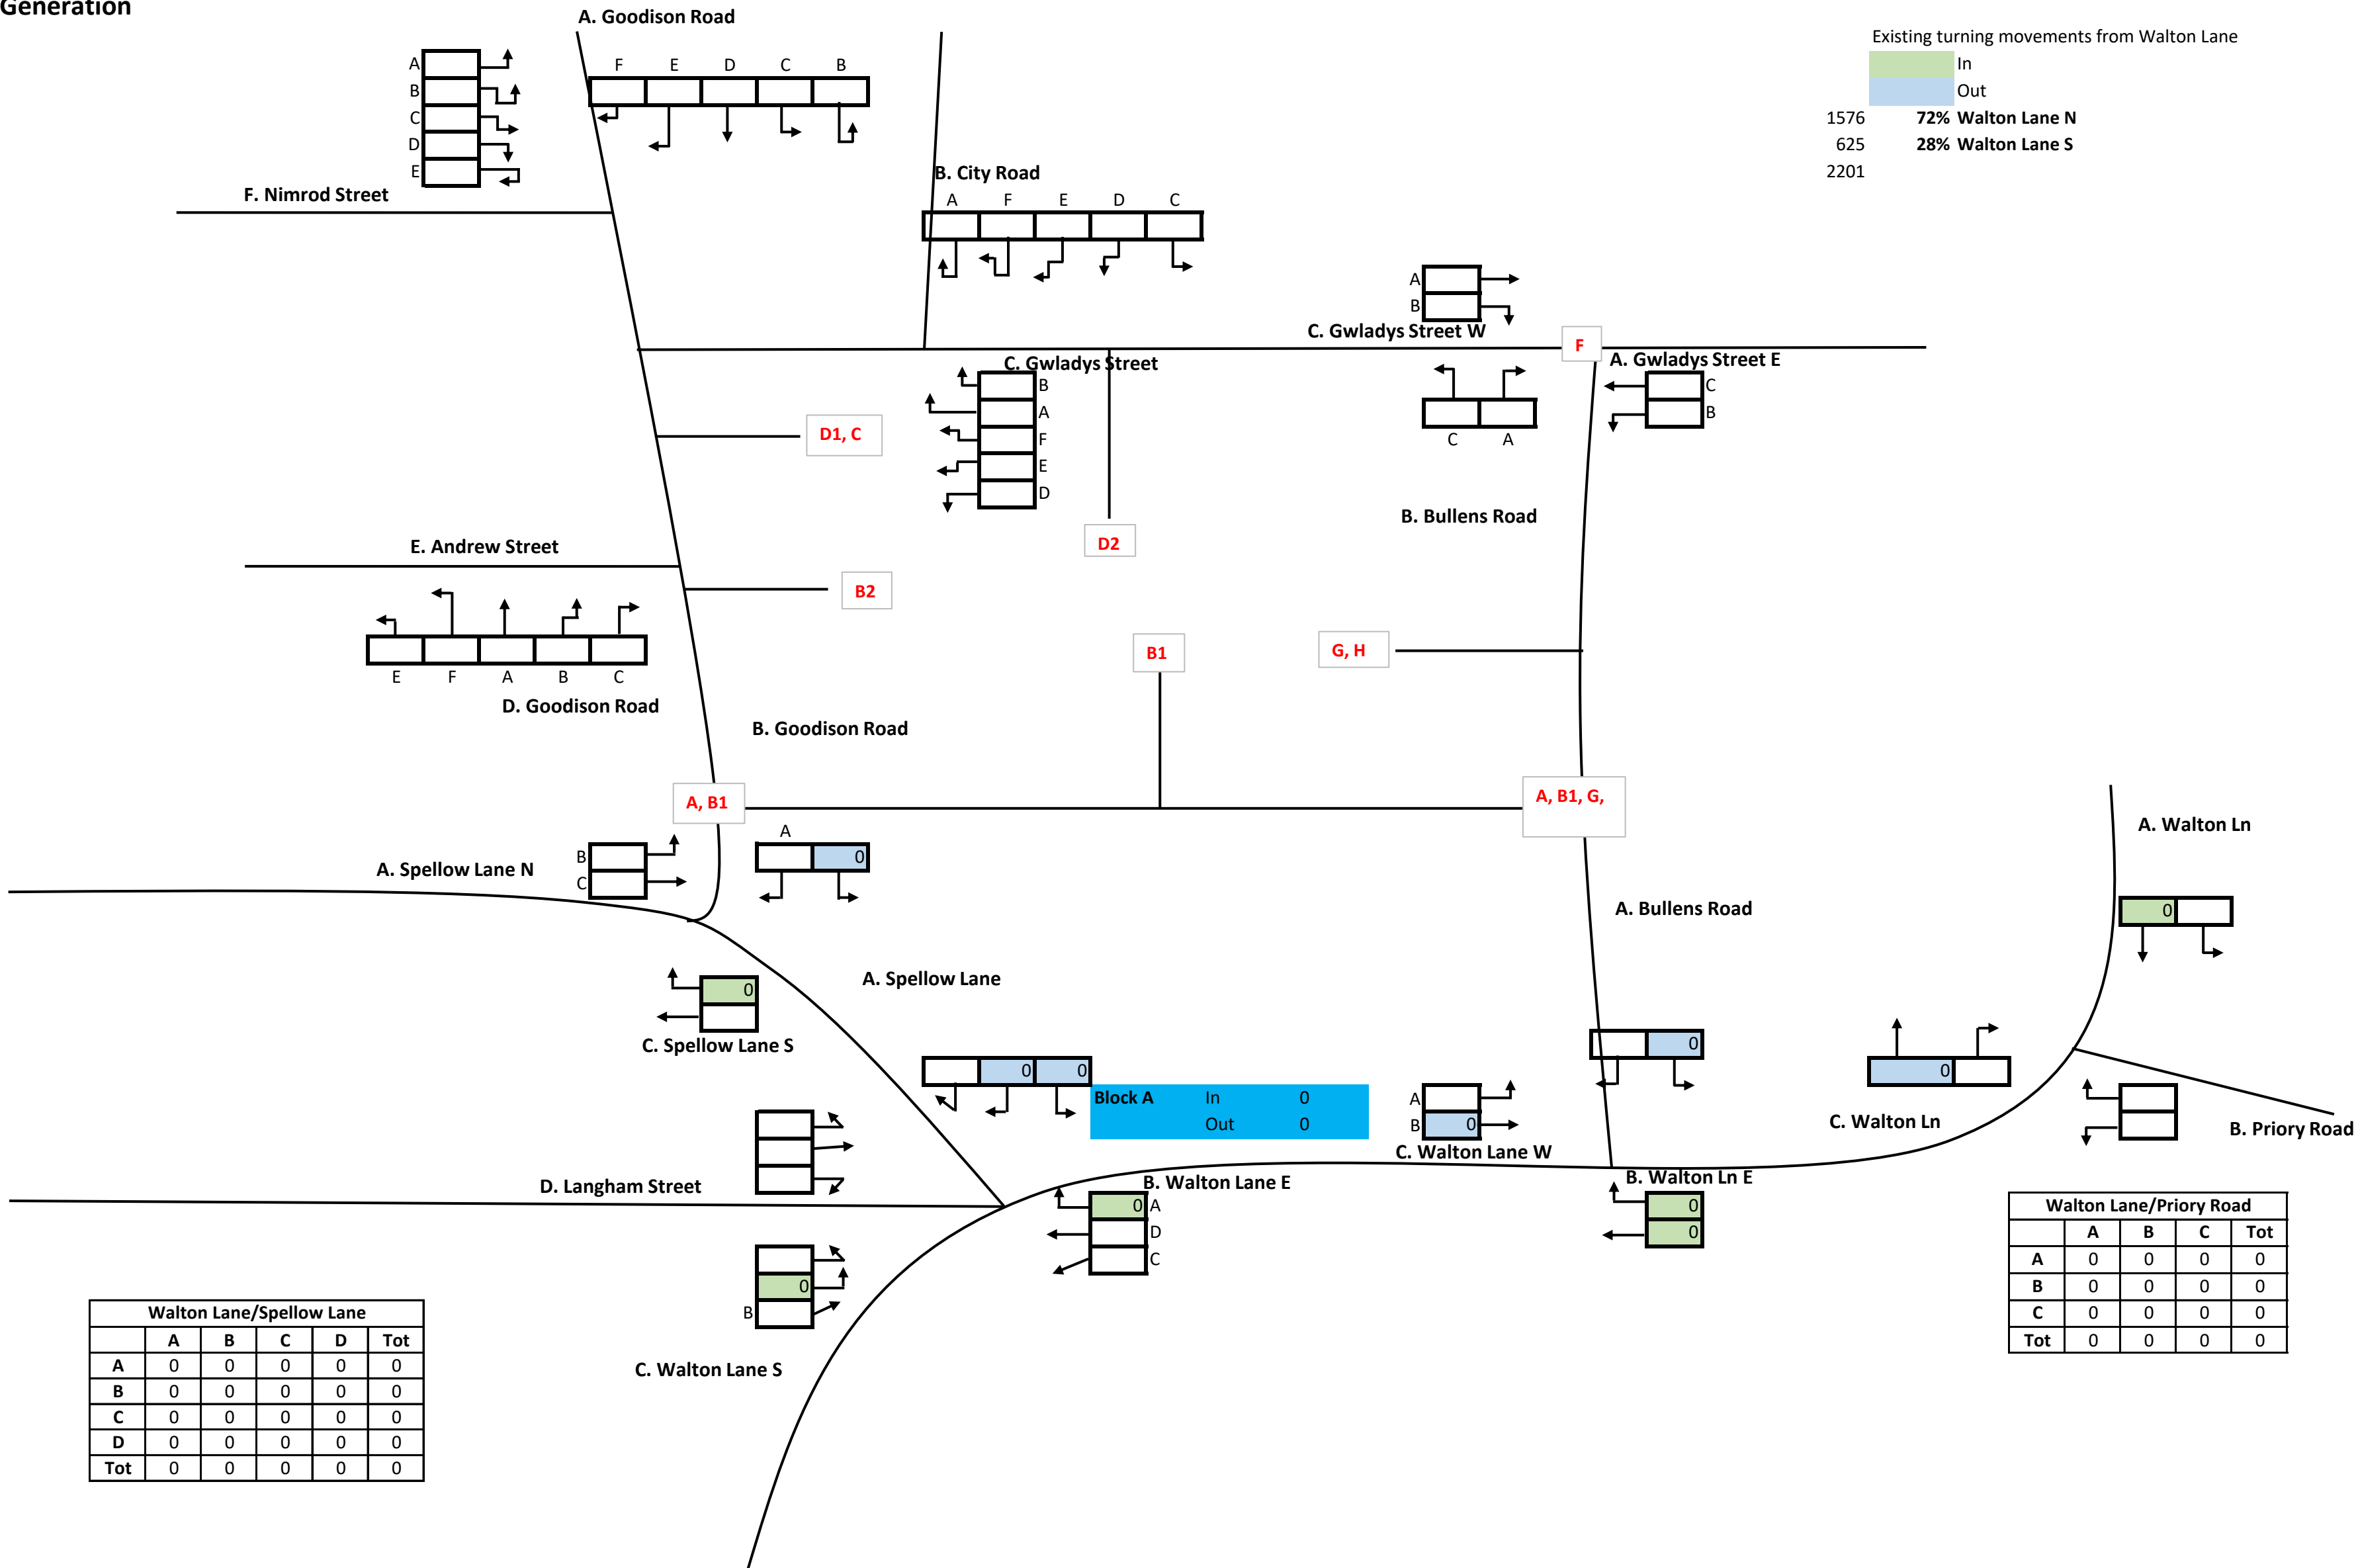 Generation
A. Goodison Road
Existing turning movements from Walton Lane
In
Out
1576 72% Walton Lane N
625 28% Walton Lane S
2201
A
B
C
D
E
F E D C B
F. Nimrod Street
B. City Road
A F E D C
A
B
C. Gwladys Street W
F
A. Gwladys Street E
C. Gwladys Street
B
A
F
E
D
C A
C
B
D1, C
B. Bullens Road
D2
E. Andrew Street
B2
E F A B C
D. Goodison Road
B1
G, H
B. Goodison Road
A, B1
A, B1, G,
A. Walton Ln
A
0
B
C
A. Spellow Lane N
A. Bullens Road
0
A. Spellow Lane
0
C. Spellow Lane S
0 0
Block A In 0
Out 0
0
A
B 0
C. Walton Lane W
0
C. Walton Ln
B. Priory Road
D. Langham Street
B. Walton Lane E
0 A
D
C
B. Walton Ln E
0
0
0
B
C. Walton Lane S
Walton Lane/Priory Road
A B C Tot
A 0 0 0 0
B 0 0 0 0
C 0 0 0 0
Tot 0 0 0 0
Walton Lane/Spellow Lane
A B C D Tot
A 0 0 0 0 0
B 0 0 0 0 0
C 0 0 0 0 0
D 0 0 0 0 0
Tot 0 0 0 0 0